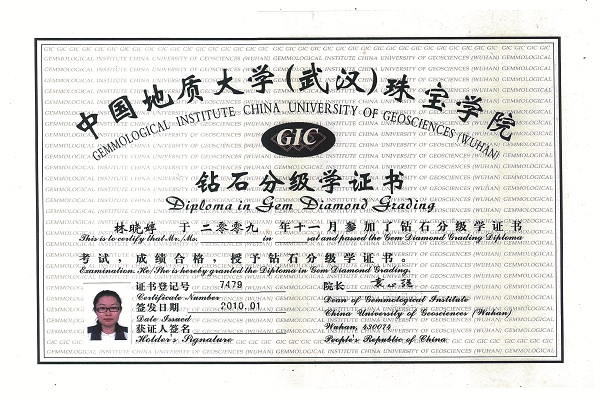 中国地质大学(武汉)珠宝学院
GEMMOLOGICAL INSTITUTE CHINA UNIVERSITY OF GEOSCIENCES (WUHAN)
GIC
钻石分级学证书
Diploma in Gem Diamond Grading
林晓婷 于 二零零九 年十一月参加了钻石分级学证书
This is to certify that Mr. Ms. in and passed the Gem Diamond Grading Diploma
考试，成绩合格，授予钻石分级学证书。
Examination. He/She is hereby granted the Diploma in Gem Diamond Grading.
证书登记号 7479
Certificate Number
签发日期 2010.01
Date Issued
获证人签名
Holder's Signature
院长
Dean of Gemmological Institute
China University of Geosciences (Wuhan)
Wuhan, 430074
People's Republic of China